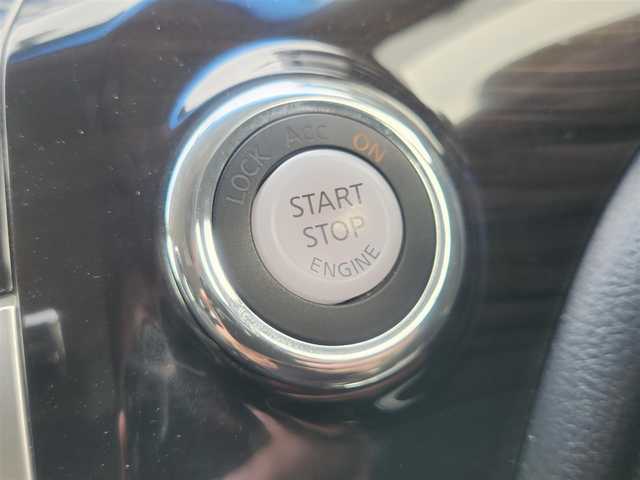 LOCK Acc ON
START
STOP
ENGINE